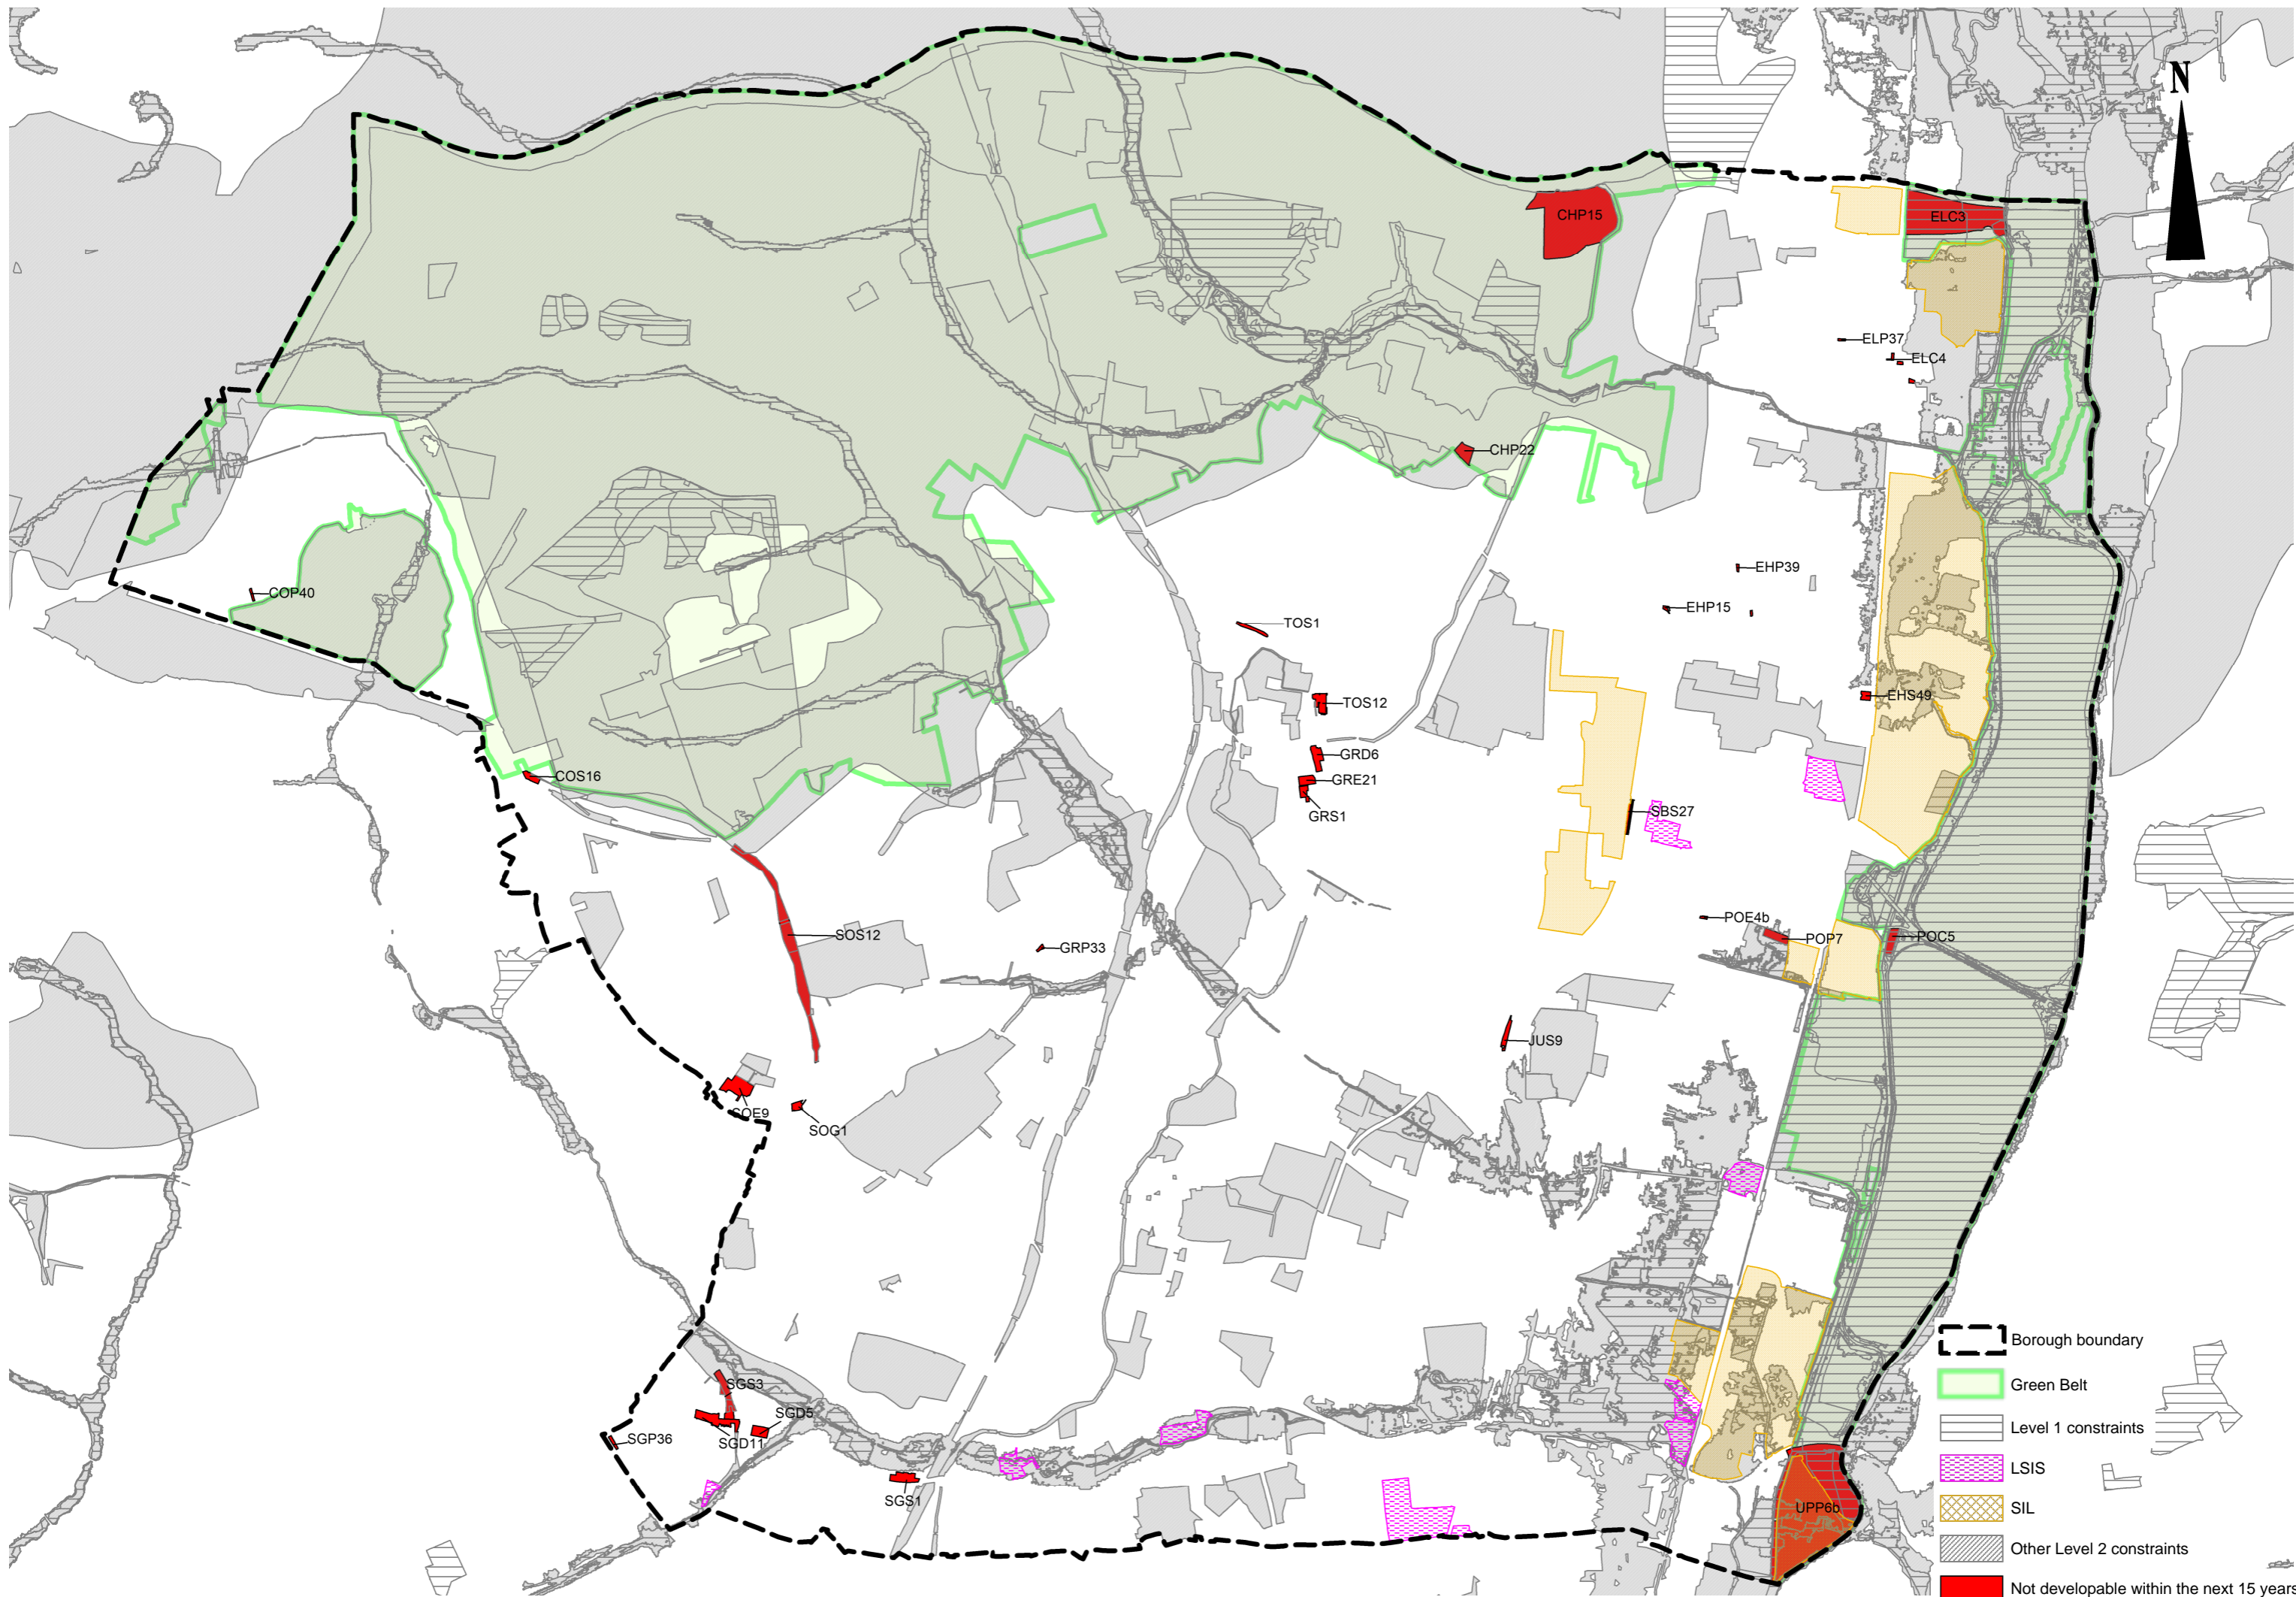 N
CHP15
ELC3
ELP37
ELC4
CHP22
EHP39
COP40
EHP15
TOS1
EHS49
TOS12
GRD6
COS16
GRE21
SBS27
GRS1
POE4b
SOS12
POP7
POC5
GRP33
JUS9
SOE9
SOG1
Borough boundary
SGS3
Green Belt
SGD5
Level 1 constraints
SGP36
SGD11
LSIS
SGS1
UPP6b
SIL
Other Level 2 constraints
Not developable within the next 15 years